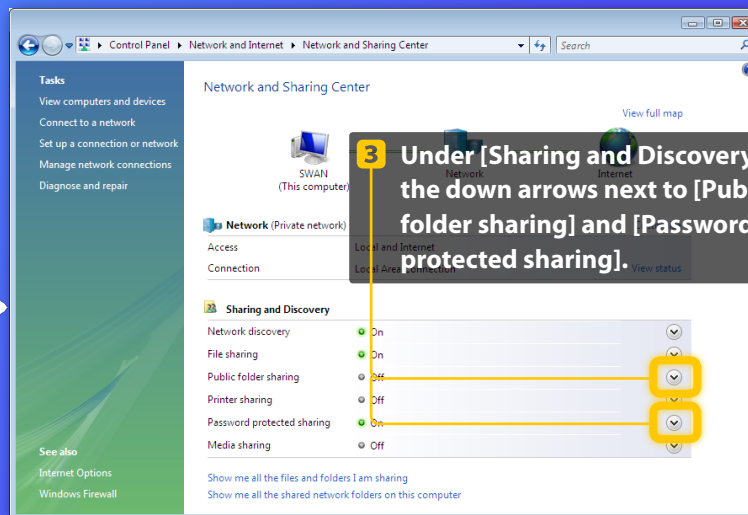 Control Panel Network and Internet Network and Sharing Center Search
Tasks
View computers and devices
Connect to a network
Set up a connection or network
Manage network connections
Diagnose and repair
Network and Sharing Center
View full map
SWAN
(This computer)
Network
Internet
3 Under [Sharing and Discovery
the down arrows next to [Pub
folder sharing] and [Password
protected sharing].
Network (Private network)
Access Local and Internet
Connection Local Area Connection View status
Sharing and Discovery
Network discovery On
File sharing On
Public folder sharing Off
Printer sharing Off
Password protected sharing On
Media sharing Off
Show me all the files and folders I am sharing
Show me all the shared network folders on this computer
See also
Internet Options
Windows Firewall